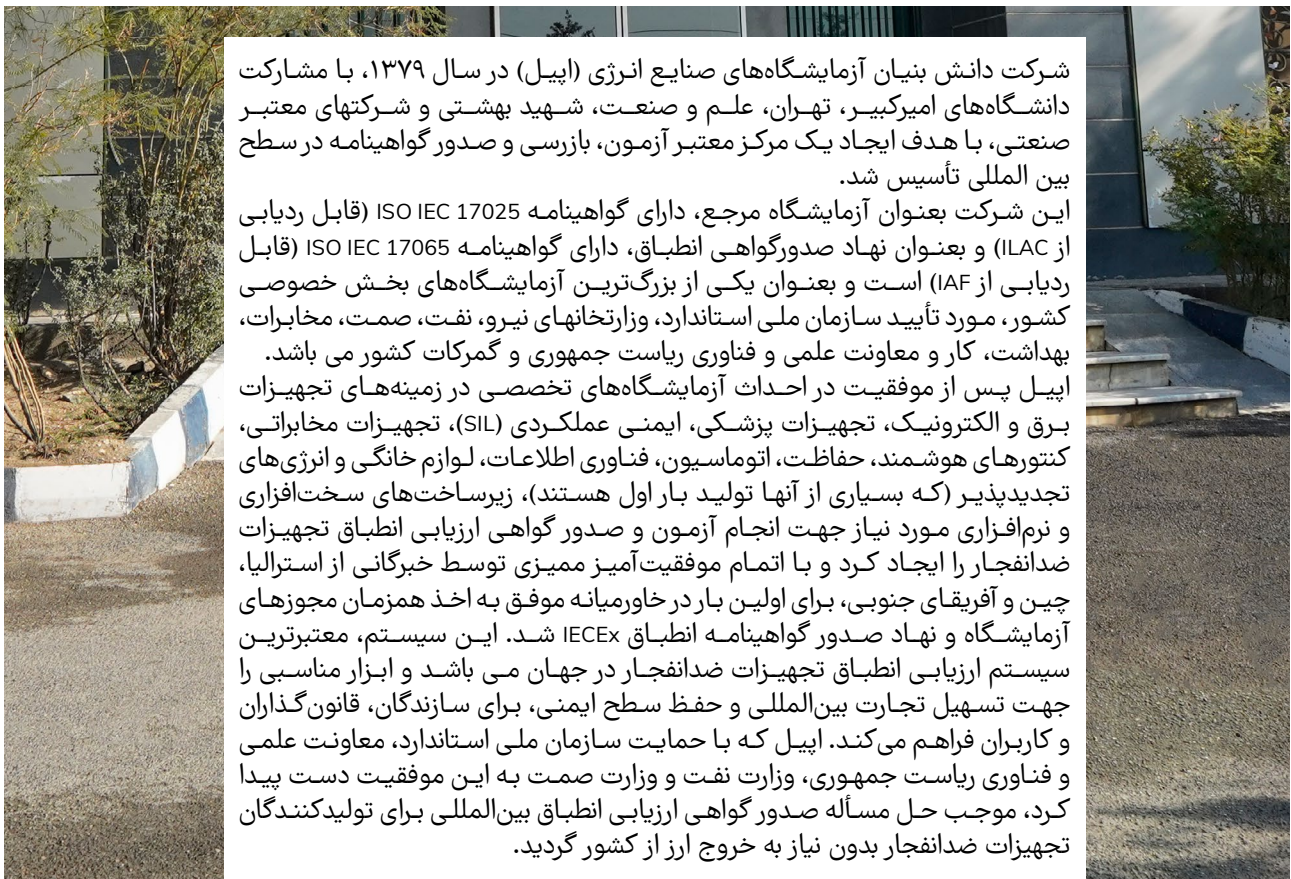 شرکت دانش بنیان آزمایشگاه‌های صنایع انرژی (اپیل) در سال ۱۳۷۹، با مشارکت
دانشگاه‌های امیرکبیر، تهران، علم و صنعت، شهید بهشتی و شرکتهای معتبر
صنعتی، با هدف ایجاد یک مرکز معتبر آزمون، بازرسی و صدور گواهینامه در سطح
بین المللی تأسیس شد.
این شرکت بعنوان آزمایشگاه مرجع، دارای گواهینامه ISO IEC 17025 (قابل ردیابی
از ILAC) و بعنوان نهاد صدورگواهی انطباق، دارای گواهینامه ISO IEC 17065 (قابل
ردیابی از IAF) است و بعنوان یکی از بزرگ‌ترین آزمایشگاه‌های بخش خصوصی
کشور، مورد تأیید سازمان ملی استاندارد، وزارتخانهای نیرو، نفت، صمت، مخابرات،
بهداشت، کار و معاونت علمی و فناوری ریاست جمهوری و گمرکات کشور می باشد.
اپیل پس از موفقیت در احداث آزمایشگاه‌های تخصصی در زمینه‌های تجهیزات
برق و الکترونیک، تجهیزات پزشکی، ایمنی عملکردی (SIL)، تجهیزات مخابراتی،
کنتورهای هوشمند، حفاظت، اتوماسیون، فناوری اطلاعات، لوازم خانگی و انرژی‌های
تجدیدپذیر (که بسیاری از آنها تولید بار اول هستند)، زیرساخت‌های سخت‌افزاری
و نرم‌افزاری مورد نیاز جهت انجام آزمون و صدور گواهی ارزیابی انطباق تجهیزات
ضدانفجار را ایجاد کرد و با اتمام موفقیت‌آمیز ممیزی توسط خبرگانی از استرالیا،
چین و آفریقای جنوبی، برای اولین بار در خاورمیانه موفق به اخذ همزمان مجوزهای
آزمایشگاه و نهاد صدور گواهینامه انطباق IECEx شد. این سیستم، معتبرترین
سیستم ارزیابی انطباق تجهیزات ضدانفجار در جهان می باشد و ابزار مناسبی را
جهت تسهیل تجارت بین‌المللی و حفظ سطح ایمنی، برای سازندگان، قانون‌گذاران
و کاربران فراهم می‌کند. اپیل که با حمایت سازمان ملی استاندارد، معاونت علمی
و فناوری ریاست جمهوری، وزارت نفت و وزارت صمت به این موفقیت دست پیدا
کرد، موجب حل مسأله صدور گواهی ارزیابی انطباق بین‌المللی برای تولیدکنندگان
تجهیزات ضدانفجار بدون نیاز به خروج ارز از کشور گردید.